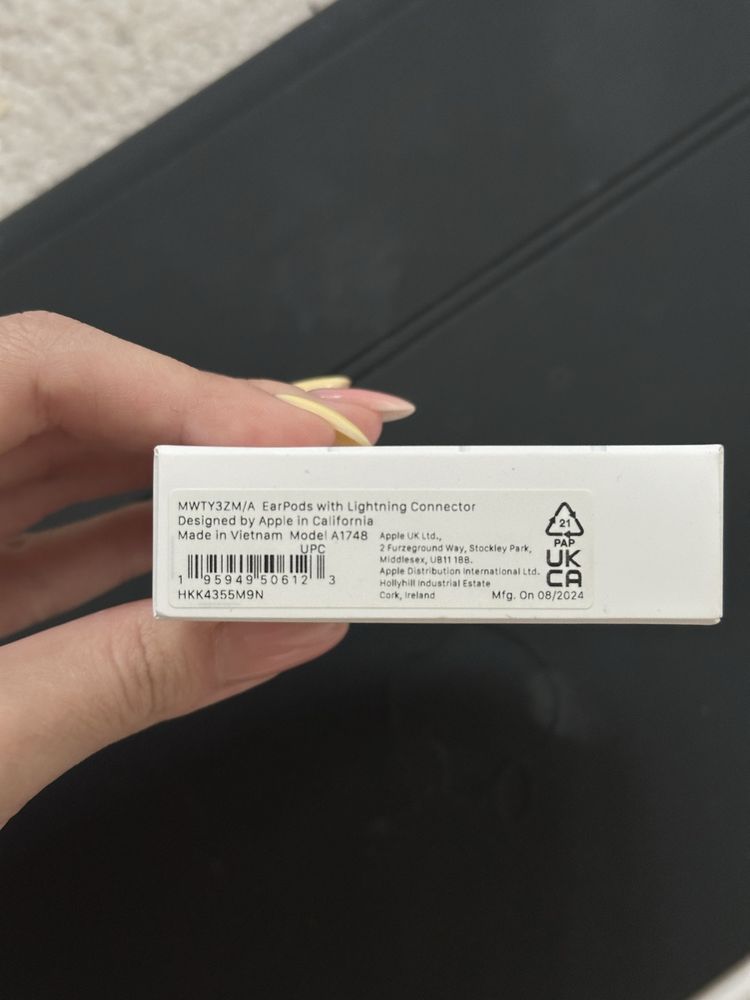 MWTY3ZM/A EarPods with Lightning Connector
Designed by Apple in California
Made in Vietnam Model A1748
UPC
1 95949 50612 3
HKK4355M9N
Apple UK Ltd.,
2 Furzeground Way, Stockley Park,
Middlesex, UB11 1BB.
Apple Distribution International Ltd.
Hollyhill Industrial Estate
Cork, Ireland
Mfg. On 08/2024
21
PAP
UK
CA